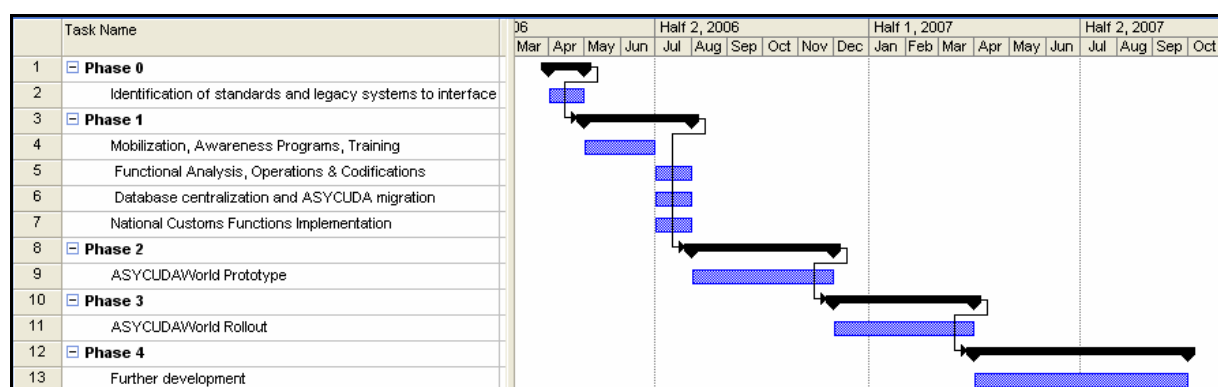 Task Name
06 Half 2, 2006 Half 1, 2007 Half 2, 2007
Mar Apr May Jun Jul Aug Sep Oct Nov Dec Jan Feb Mar Apr May Jun Jul Aug Sep Oct
1 Phase 0
2 Identification of standards and legacy systems to interface
3 Phase 1
4 Mobilization, Awareness Programs, Training
5 Functional Analysis, Operations & Codifications
6 Database centralization and ASYCUDA migration
7 National Customs Functions Implementation
8 Phase 2
9 ASYCUDAWorld Prototype
10 Phase 3
11 ASYCUDAWorld Rollout
12 Phase 4
13 Further development